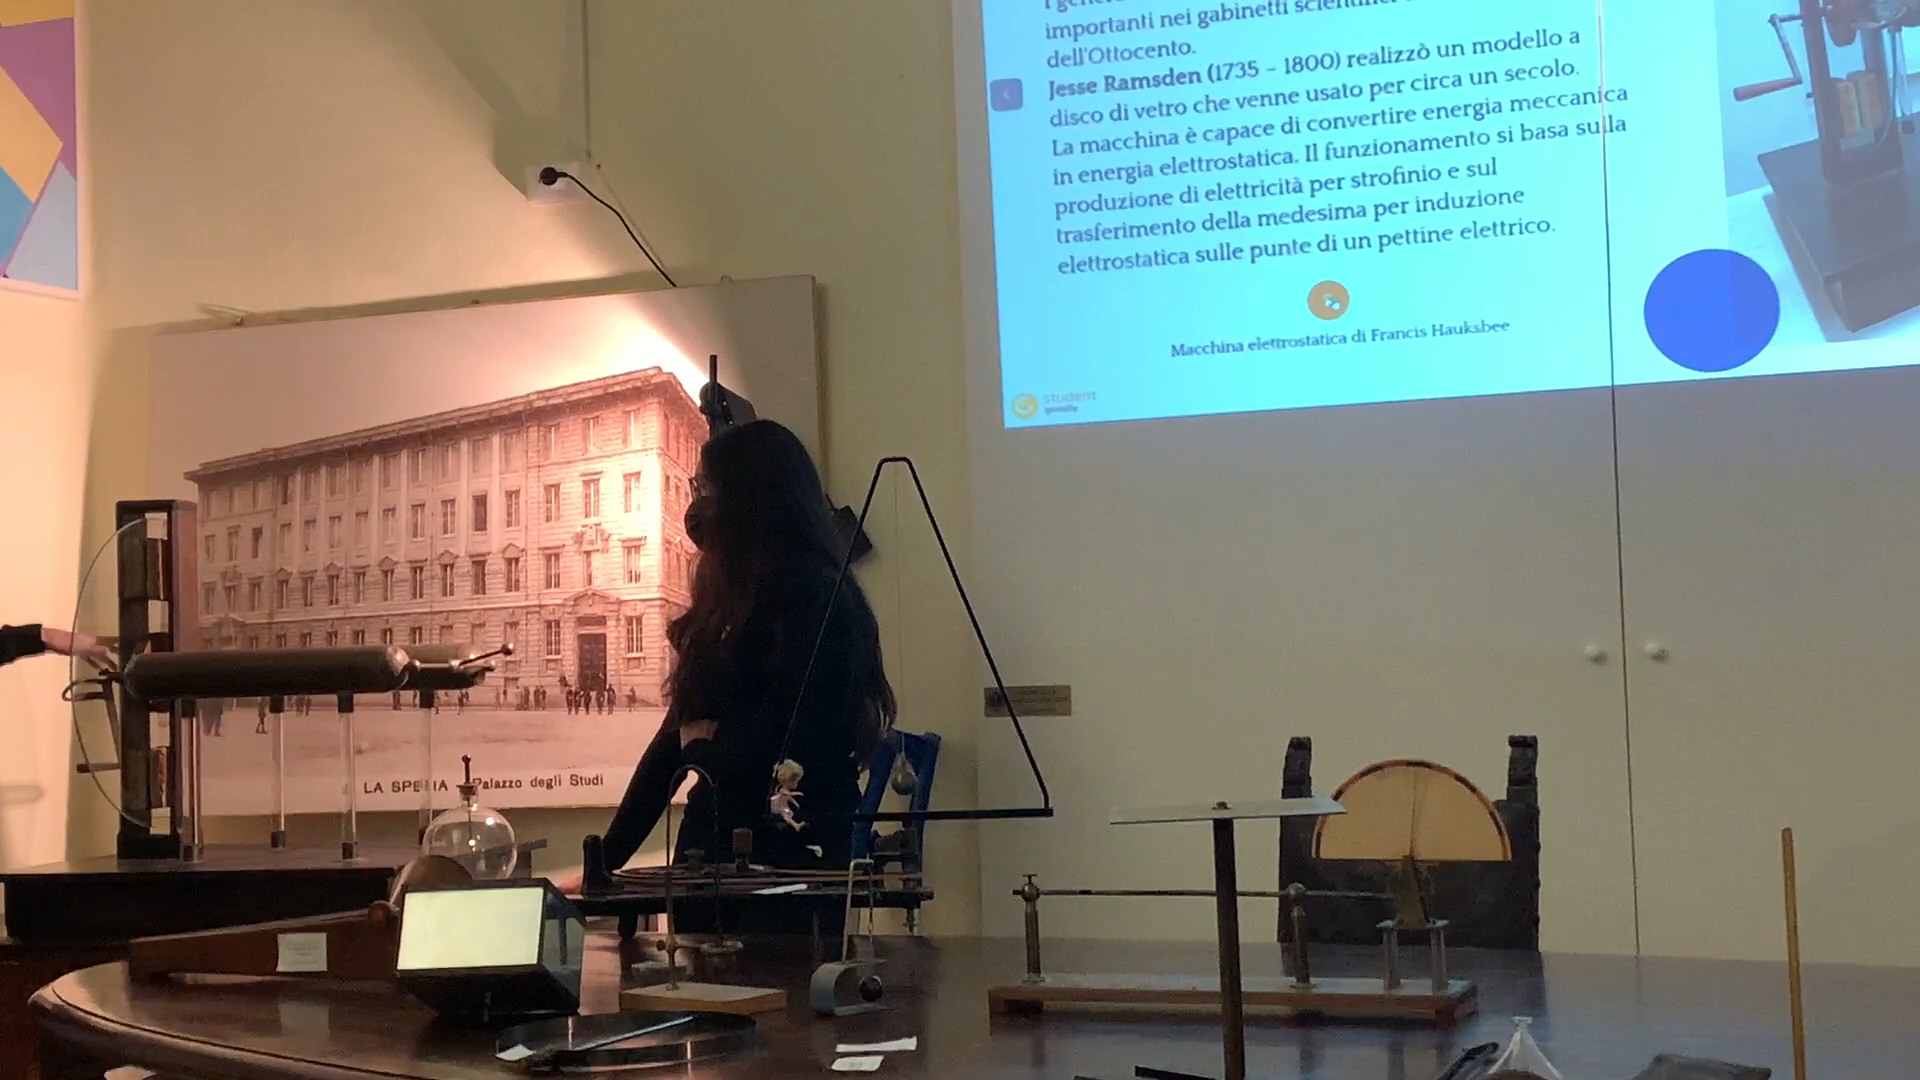 importanti nei gabinetti
dell'Ottocento.
Jesse Ramsden (1735 - 1800) realizzò un modello a
disco di vetro che venne usato per circa un secolo.
La macchina è capace di convertire energia meccanica
in energia elettrostatica. Il funzionamento si basa sulla
produzione di elettricità per strofinio e sul
trasferimento della medesima per induzione
elettrostatica sulle punte di un pettine elettrico.
Macchina elettrostatica di Francis Hauksbee
student
genially
LA SPEZIA - Palazzo degli Studi